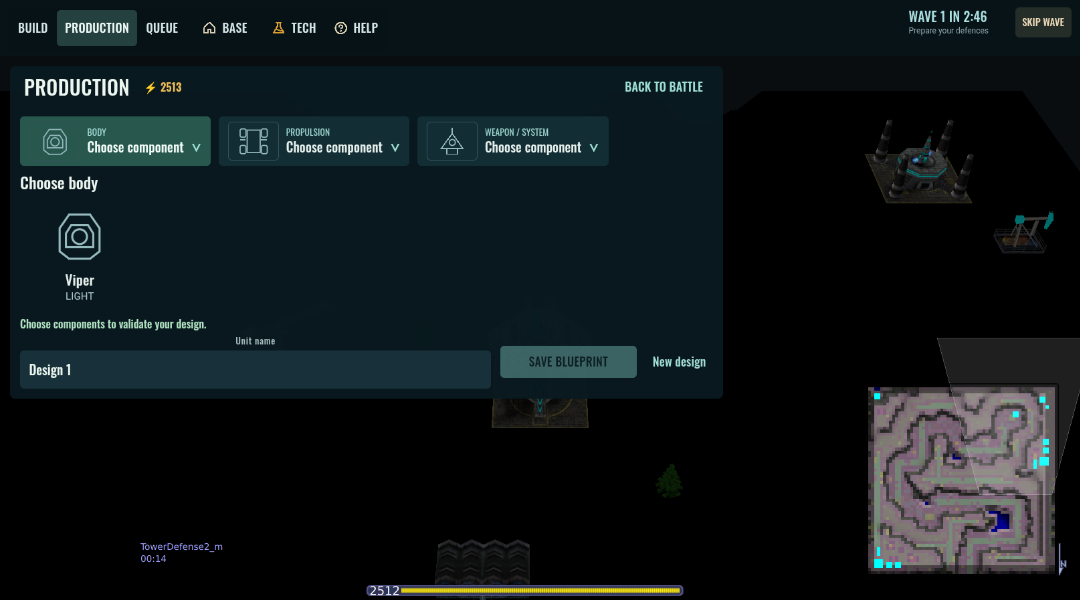 BUILD PRODUCTION QUEUE BASE TECH HELP
WAVE 1 IN 2:46
Prepare your defences
SKIP WAVE
PRODUCTION 2513
BACK TO BATTLE
BODY
Choose component
PROPULSION
Choose component
WEAPON / SYSTEM
Choose component
Choose body
Viper
LIGHT
Choose components to validate your design.
Unit name
Design 1
SAVE BLUEPRINT
New design
TowerDefense2_m
00:14
2512
N